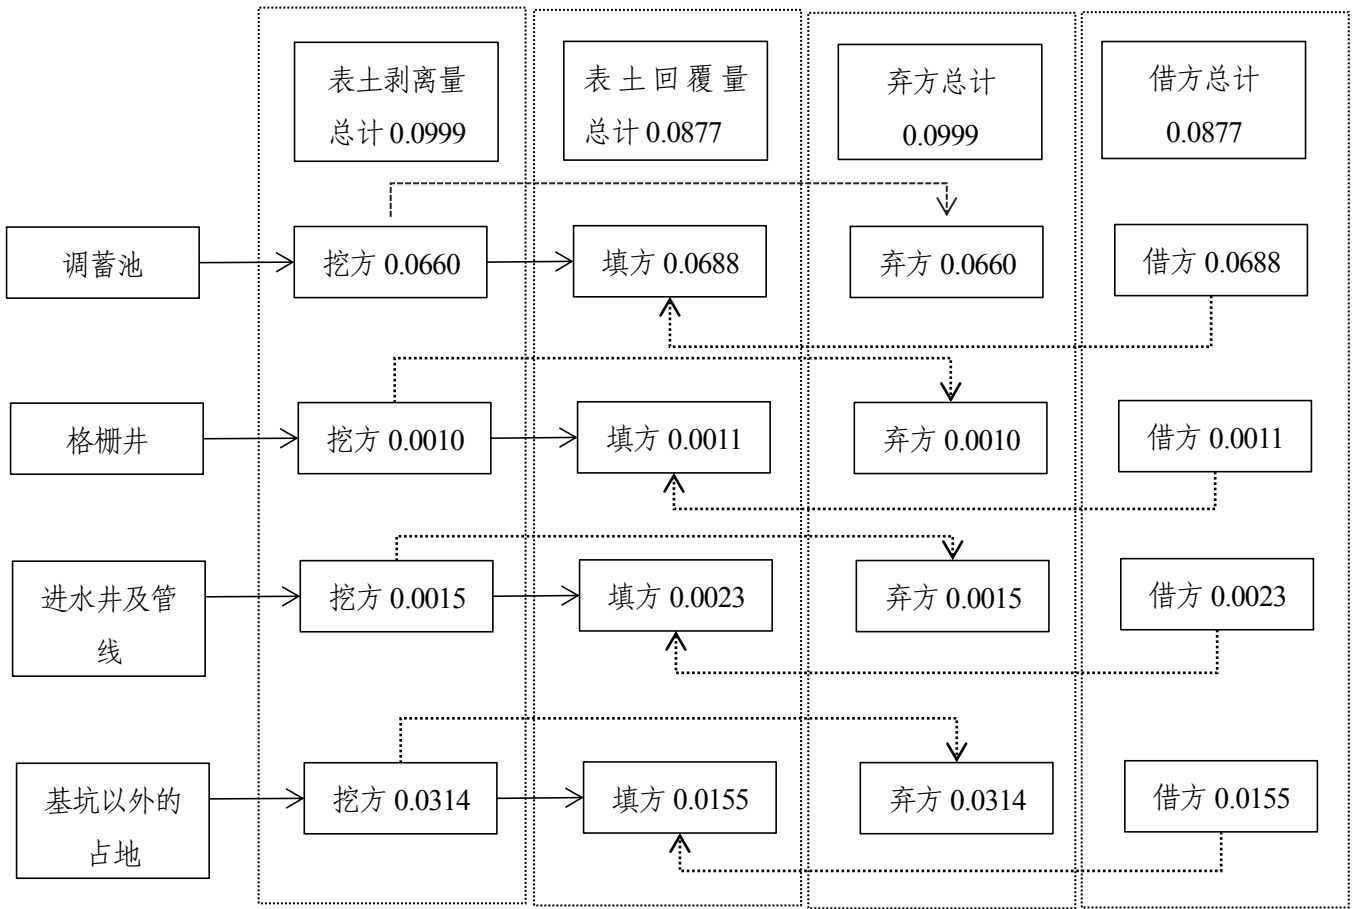 表土剥离量
总计 0.0999
表土回覆量
总计 0.0877
弃方总计
0.0999
借方总计
0.0877
调蓄池
挖方 0.0660
填方 0.0688
弃方 0.0660
借方 0.0688
格栅井
挖方 0.0010
填方 0.0011
弃方 0.0010
借方 0.0011
进水井及管
线
挖方 0.0015
填方 0.0023
弃方 0.0015
借方 0.0023
基坑以外的
占地
挖方 0.0314
填方 0.0155
弃方 0.0314
借方 0.0155